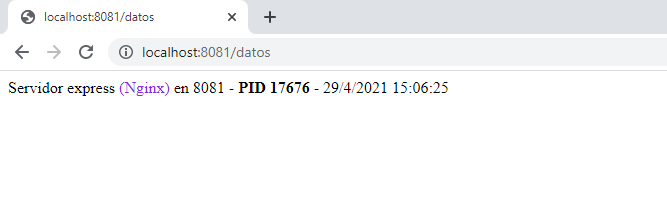 localhost:8081/datos
localhost:8081/datos
Servidor express (Nginx) en 8081 - PID 17676 - 29/4/2021 15:06:25